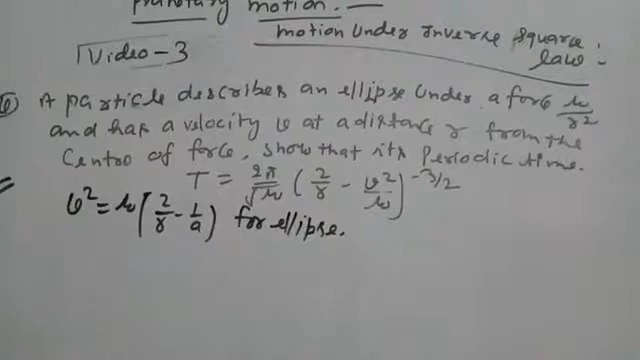 Planetary motion. —
motion under inverse square law :-
Video-3
A particle describes an ellipse under a force μ/r²
and has a velocity v at a distance r from the
Centre of force, show that its Periodic time.
T = 2π/√μ (2/r - v²/μ)^-3/2
v² = μ [2/r - 1/a) for ellipse.